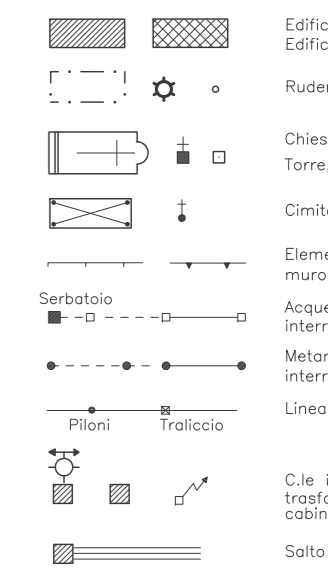 Edific
Edific
Ruder
Chies
Torre,
Cimite
Eleme
muro
Serbatoio
Acque
interr
Metar
interr
Linea
Piloni Traliccio
C.le i
trasfo
cabin
Salto